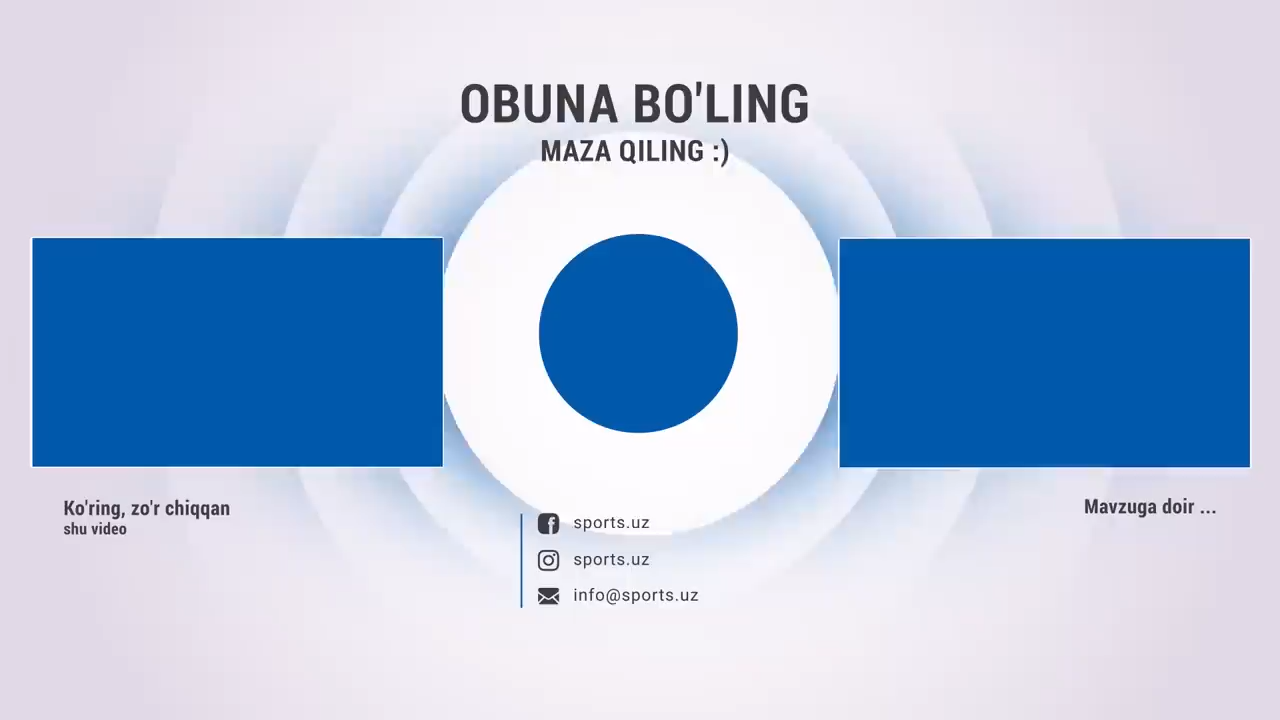 OBUNA BO'LING
MAZA QILING :)
Ko'ring, zo'r chiqqan
shu video
Mavzuga doir ...
sports.uz
sports.uz
info@sports.uz